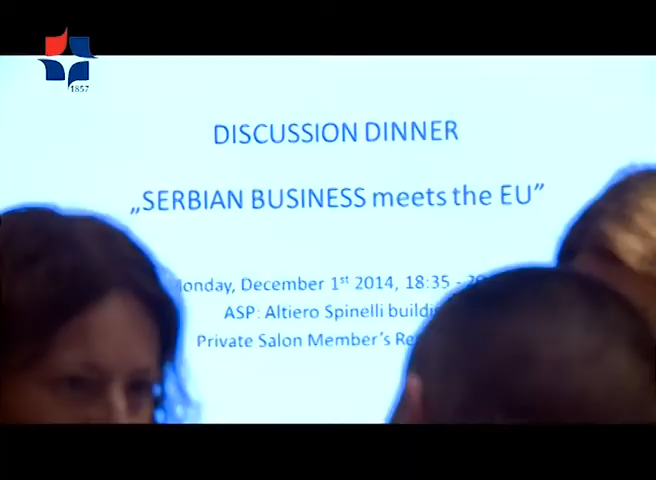 1857
DISCUSSION DINNER
„SERBIAN BUSINESS meets the EU”
December 1st 2014, 18:35 -
ASP: Altiero Spinelli
Private Salon Member's